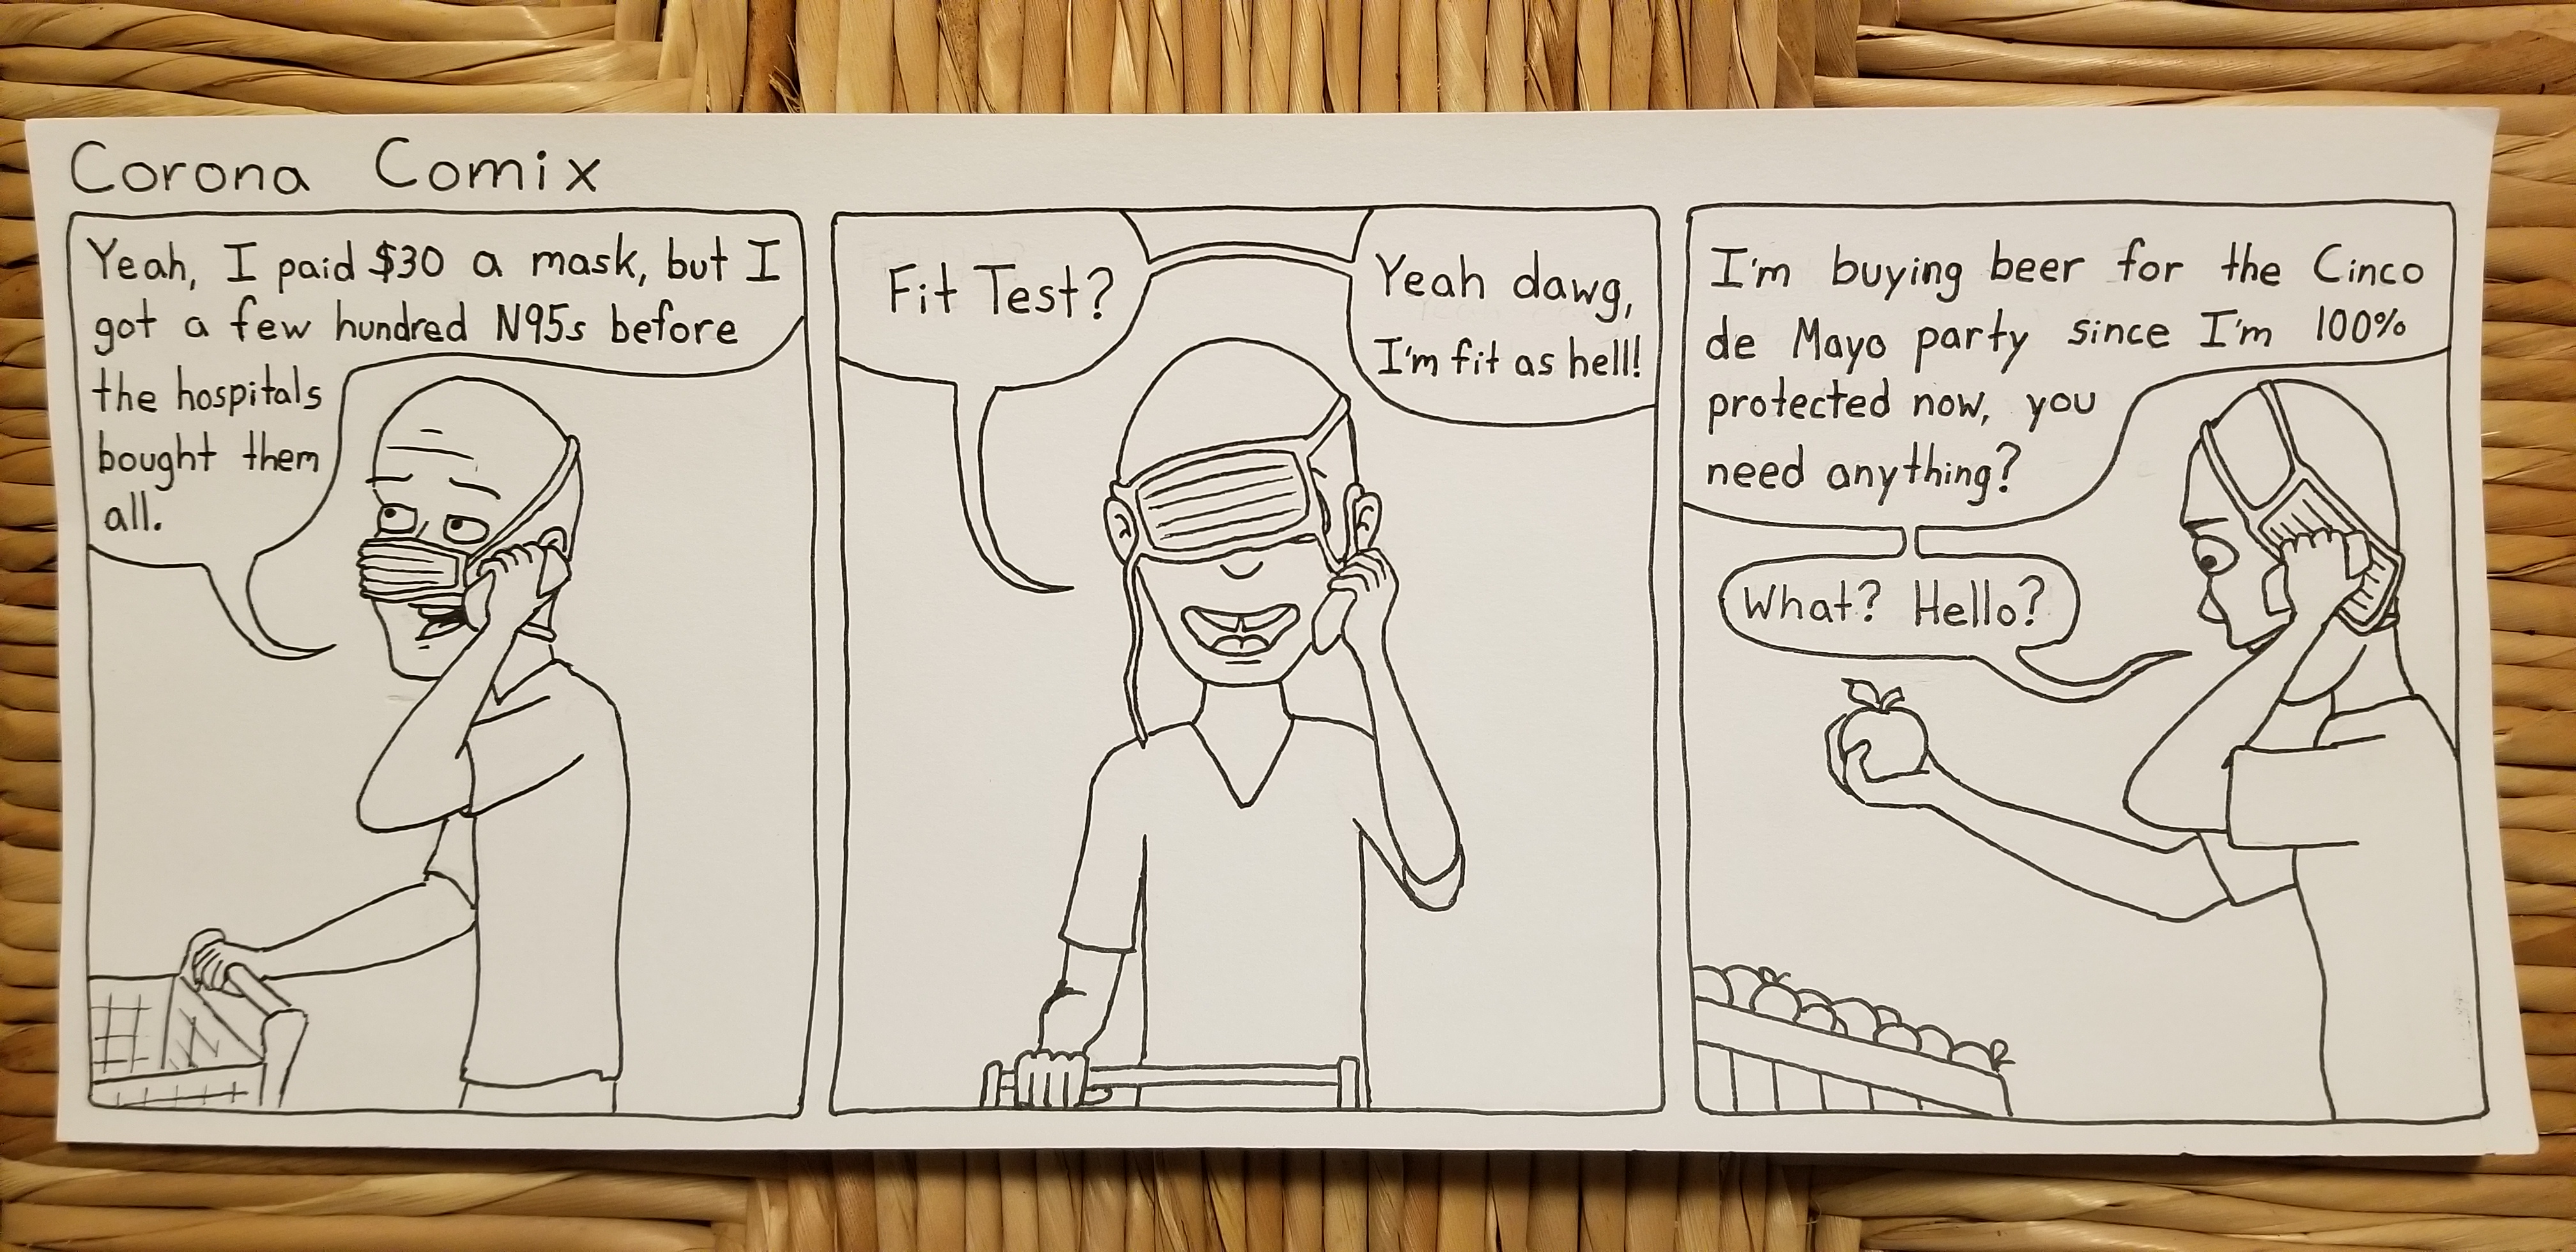 Corona Comix
Yeah, I paid $30 a mask, but I
got a few hundred N95s before
the hospitals
bought them
all.
Fit Test?
Yeah dawg,
I'm fit as hell!
I'm buying beer for the Cinco
de Mayo party since I'm 100%
protected now, you
need anything?
What? Hello?